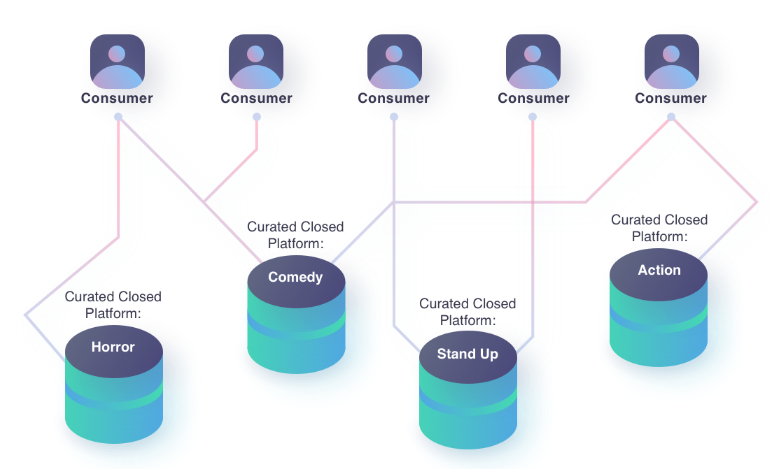 Consumer
Consumer
Consumer
Consumer
Consumer
Curated Closed
Platform:
Action
Curated Closed
Platform:
Comedy
Curated Closed
Platform:
Horror
Curated Closed
Platform:
Stand Up